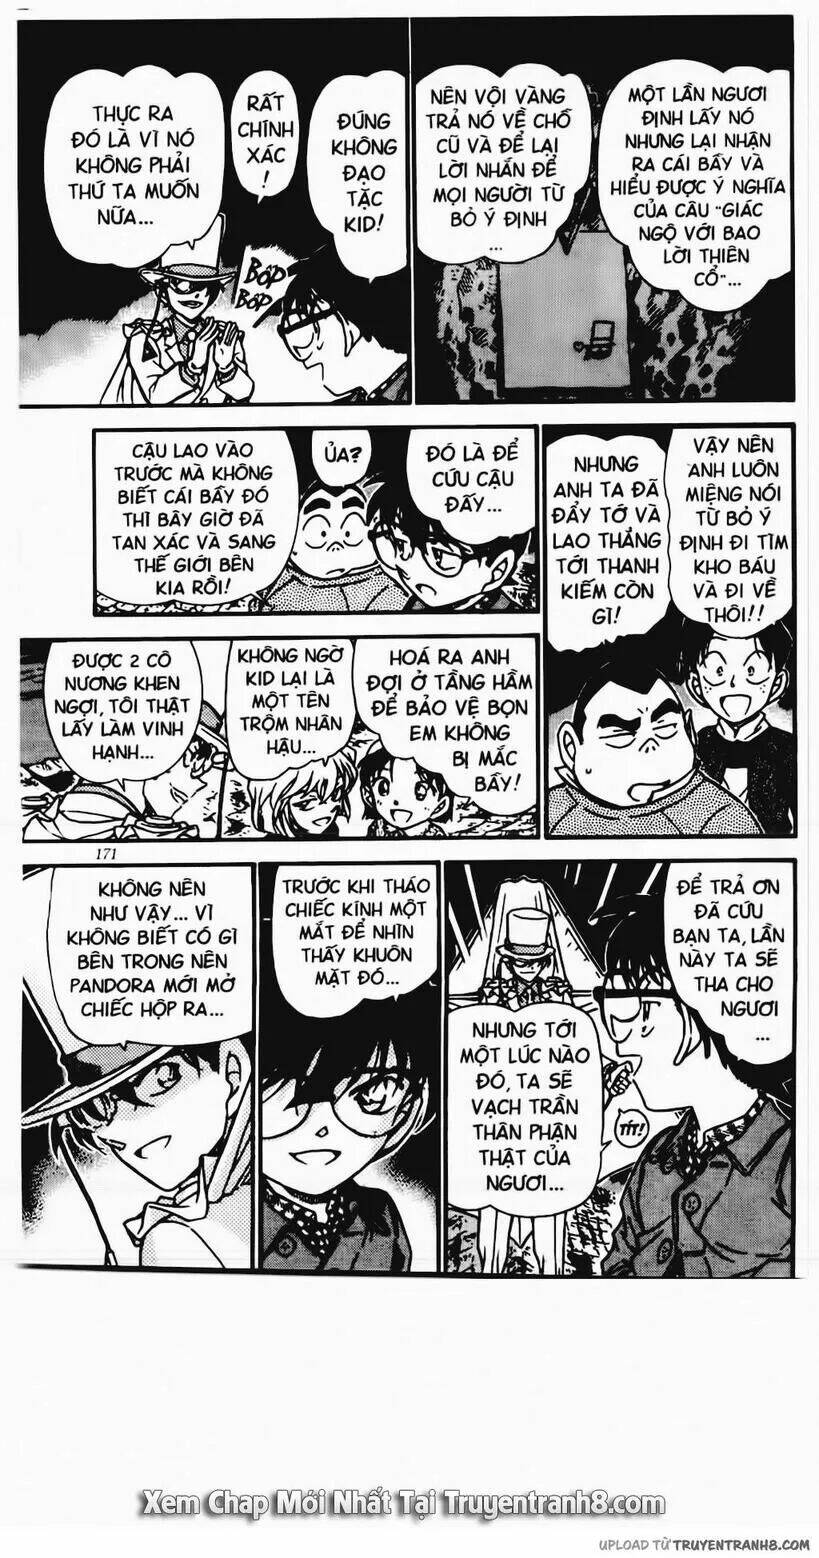 MỘT LẦN NGƯƠI
ĐỊNH LẤY NÓ
NHƯNG LẠI NHẬN
RA CÁI BẪY VÀ
HIỂU ĐƯỢC Ý NGHĨA
CỦA CÂU "GIÁC
NGỘ VỚI BAO
LỜI THIÊN
CỔ"...
NÊN VỘI VÀNG
TRẢ NÓ VỀ CHỖ
CŨ VÀ ĐỂ LẠI
LỜI NHẮN ĐỂ
MỌI NGƯỜI TỪ
BỎ Ý ĐỊNH
...
ĐÚNG
KHÔNG
ĐẠO
TẶC
KID!
RẤT
CHÍNH
XÁC
!
THỰC RA
ĐÓ LÀ VÌ NÓ
KHÔNG PHẢI
THỨ TA MUỐN
NỮA...
BỐP
BỐP
VẬY NÊN
ANH LUÔN
MIỆNG NÓI
TỪ BỎ Ý
ĐỊNH ĐI TÌM
KHO BÁU
VÀ ĐI VỀ
THÔI!!
NHƯNG
ANH TA ĐÃ
ĐẨY TỚ VÀ
LAO THẲNG
TỚI THANH
KIẾM CÒN
GÌ!
ĐÓ LÀ ĐỂ
CỨU CẬU
ĐẤY...
ỦA?
CẬU LAO VÀO
TRƯỚC MÀ KHÔNG
BIẾT CÁI BẪY ĐÓ
THÌ BÂY GIỜ ĐÃ
TAN XÁC VÀ SANG
THẾ GIỚI BÊN
KIA RỒI!
HOÁ RA ANH
ĐỢI Ở TẦNG HẦM
ĐỂ BẢO VỆ BỌN
EM KHÔNG
BỊ MẮC
BẪY!
KHÔNG NGỜ
KID LẠI LÀ
MỘT TÊN
TRỘM NHÂN
HẬU...
ĐƯỢC 2 CÔ
NƯƠNG KHEN
NGỢI, TÔI THẬT
LẤY LÀM VINH
HẠNH...
171
ĐỂ TRẢ ƠN
ĐÃ CỨU
BẠN TA, LẦN
NÀY TA SẼ
THA CHO
NGƯƠI
...
NHƯNG TỚI
MỘT LÚC NÀO
ĐÓ, TA SẼ
VẠCH TRẦN
THÂN PHẬN
THẬT CỦA
NGƯƠI...
TÍT!
TRƯỚC KHI THÁO
CHIẾC KÍNH MỘT
MẮT ĐỂ NHÌN
THẤY KHUÔN
MẶT ĐÓ...
KHÔNG NÊN
NHƯ VẬY... VÌ
KHÔNG BIẾT CÓ GÌ
BÊN TRONG NÊN
PANDORA MỚI MỞ
CHIẾC HỘP RA...
Xem Chap Mới Nhất Tại Truyentranh8.com
UPLOAD TỪ TRUYENTRANH8.COM